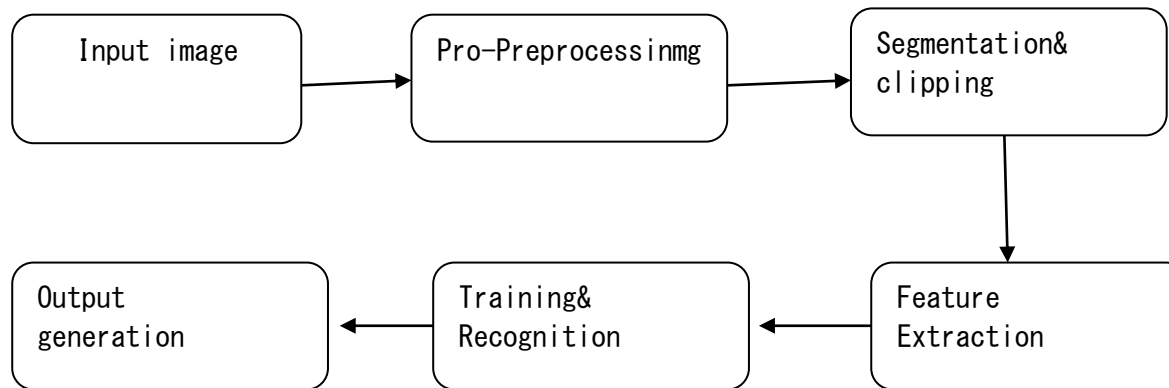 Input image
Pro-Preprocessinmg
Segmentation&
clipping
Feature
Extraction
Training&
Recognition
Output
generation